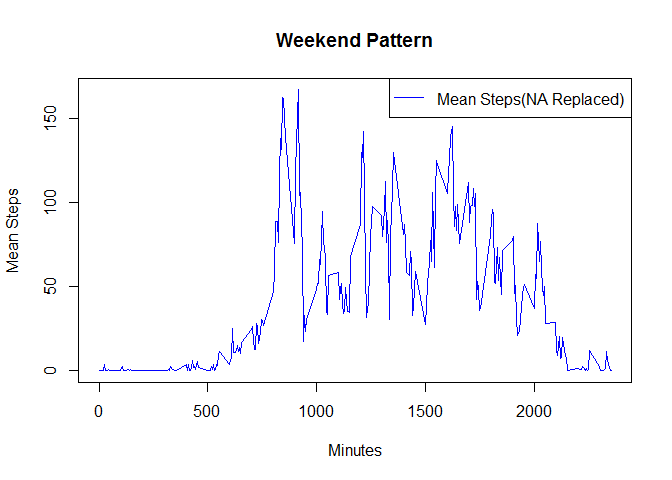 Weekend Pattern
Mean Steps(NA Replaced)
150
100
50
0
Mean Steps
0 500 1000 1500 2000
Minutes